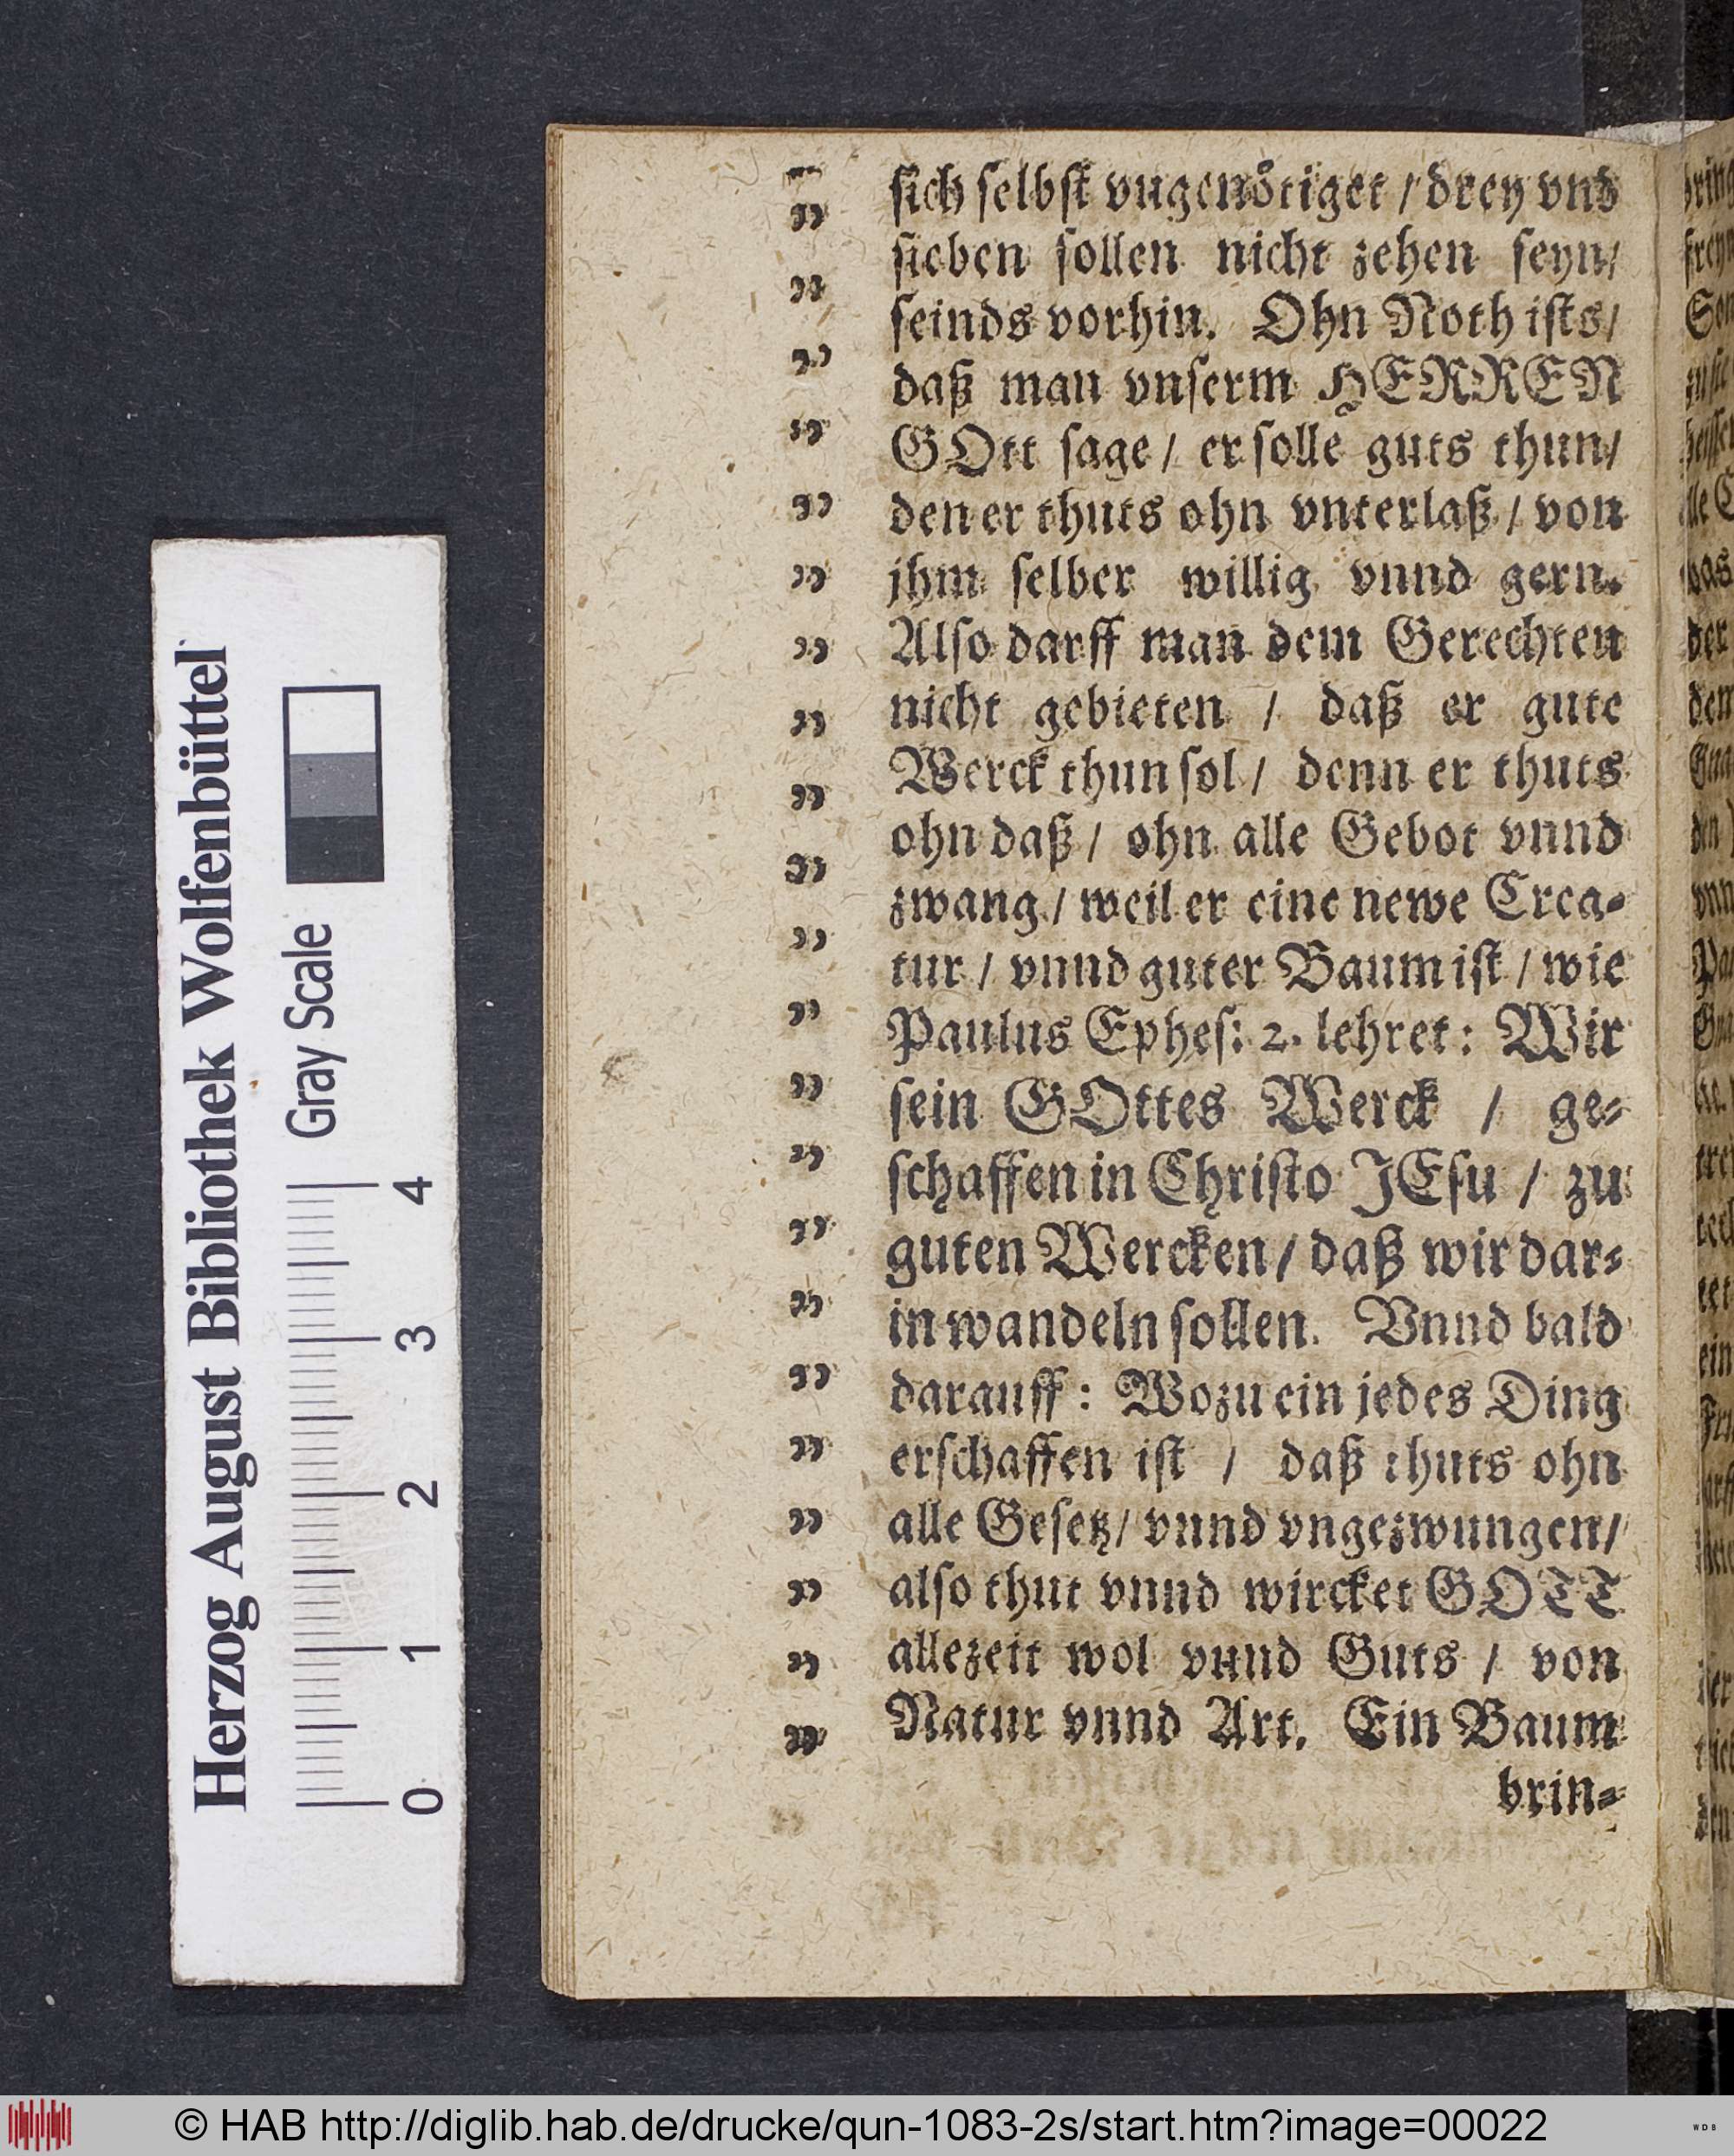 ſich ſelbſt vngenoͤtiget / drey vnd
ſieben ſollen nicht zehen ſeyn/
ſeinds vorhin. Ohn Noth iſts/
daß man vnſerm HERREN
GOtt ſage / er ſolle guts thun/
den er thuts ohn vnterlaß / von
jhm ſelber willig vnnd gern.
Alſo darff man dem Gerechten
nicht gebieten / daß er gute
Werck thun ſol / denn er thuts
ohn daß / ohn alle Gebot vnnd
zwang / weil er eine newe Crea⸗
tur / vnnd guter Baum iſt / wie
Paulus Epheſ: 2. lehret: Wir
ſein GOttes Werck / ge⸗
ſchaffen in Chriſto JEſu / zu
guten Wercken / daß wir dar⸗
in wandeln ſollen. Vnnd bald
darauff: Wozu ein jedes Ding
erſchaffen iſt / daß thuts ohn
alle Geſetz / vnnd vngezwungen/
alſo thut vnnd wircket GOTT
allezeit wol vnnd Guts / von
Natur vnnd Art. Ein Baum
brin⸗
Herzog August Bibliothek Wolfenbüttel
Gray Scale
0 1 2 3 4
© HAB http://diglib.hab.de/drucke/qun-1083-2s/start.htm?image=00022